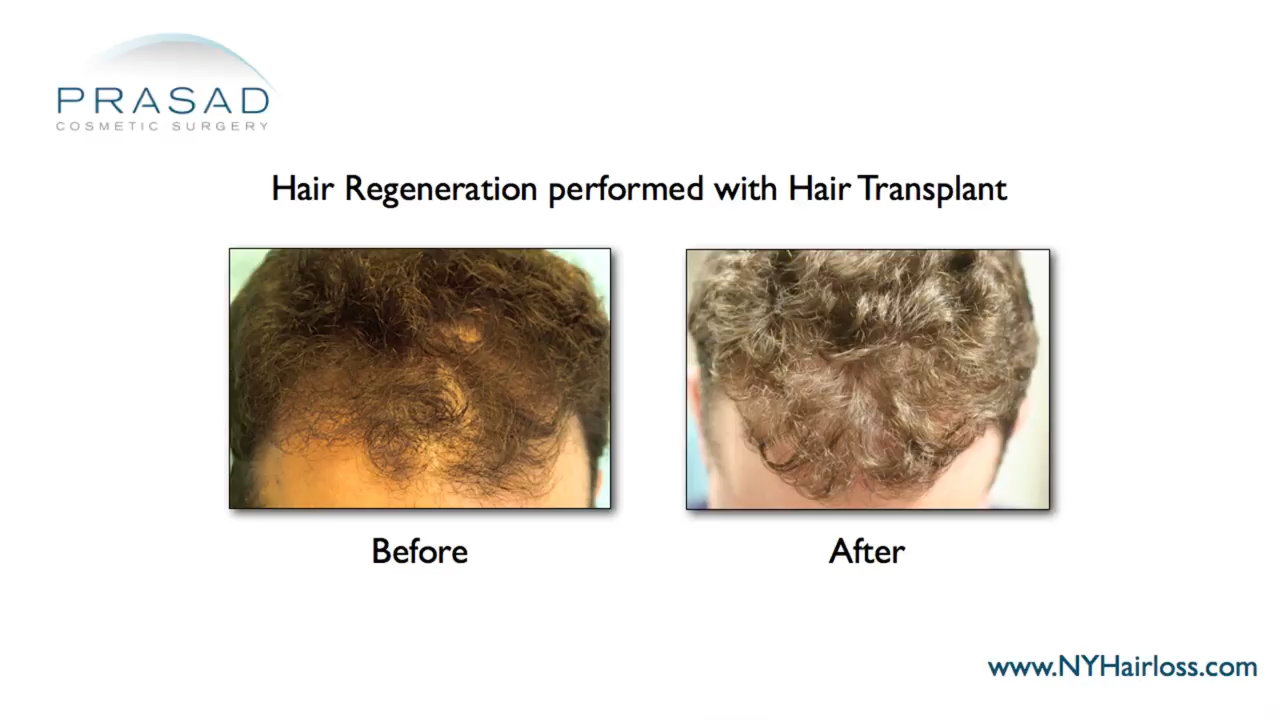 PRASAD
COSMETIC SURGERY
Hair Regeneration performed with Hair Transplant
Before
After
www.NYHairloss.com